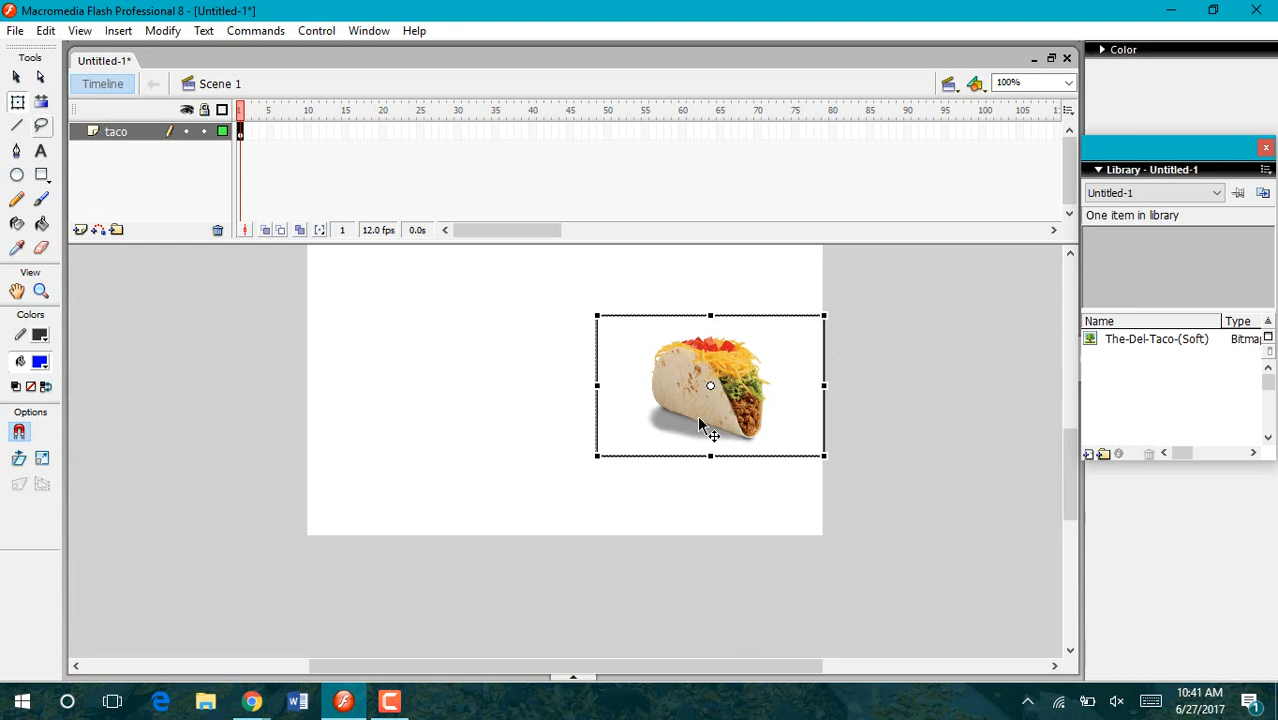 Macromedia Flash Professional 8 - [Untitled-1*]
File Edit View Insert Modify Text Commands Control Window Help
Tools
Untitled-1*
Color
Timeline
Scene 1
100%
1 5 10 15 20 25 30 35 40 45 50 55 60 65 70 75 80 85 90 95 100 105
taco
Library - Untitled-1
Untitled-1
One item in library
1 12.0 fps 0.0s
View
Colors
Name Type
The-Del-Taco-(Soft) Bitma
Options
10:41 AM
6/27/2017
1